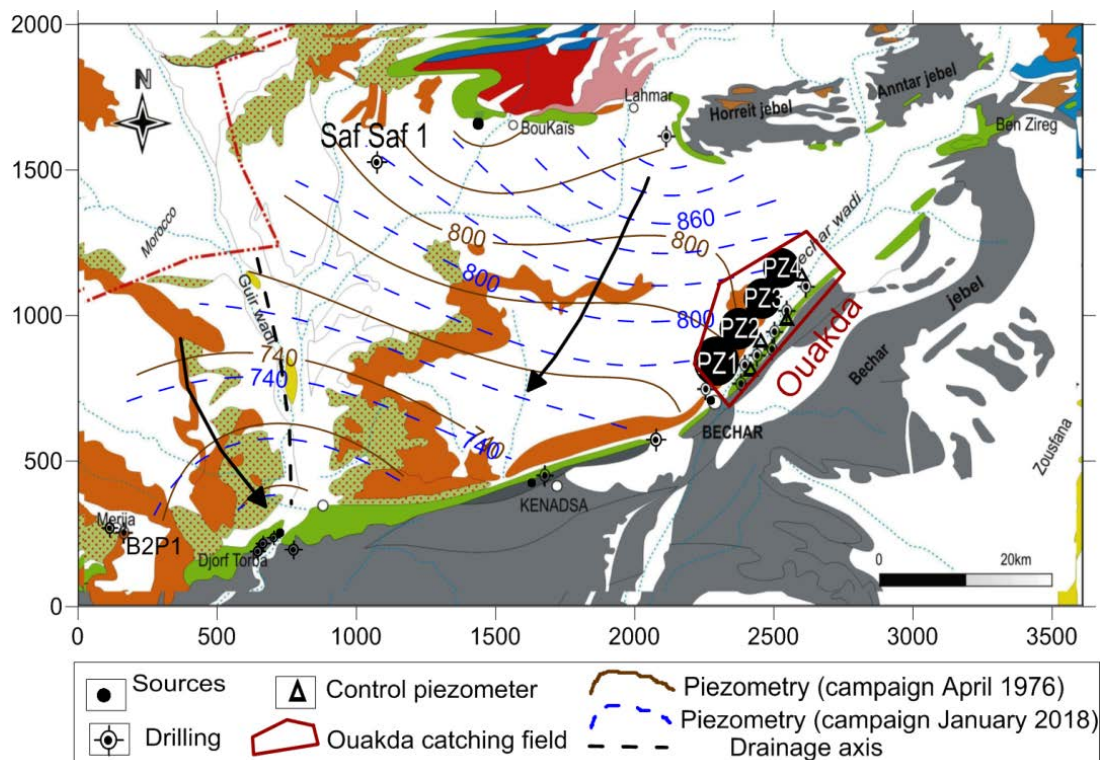 2000
N
Lahmar
Anntar jebel
Horreit jebel
BouKaïs
Ben Zireg
Saf Saf 1
1500
Morocco
860
800
800
echar wadi
800
PZ4
Guir wadi
PZ3
1000
800
PZ2
jebel
Ouakda
740
PZ1
Bechar
740
740
740
BECHAR
500
KENADSA
Zousfana
Merija
B2P1
Djorf Torba
0 20km
0
0 500 1000 1500 2000 2500 3000 3500
Sources
Control piezometer
Piezometry (campaign April 1976)
Piezometry (campaign January 2018)
Drilling
Ouakda catching field
Drainage axis